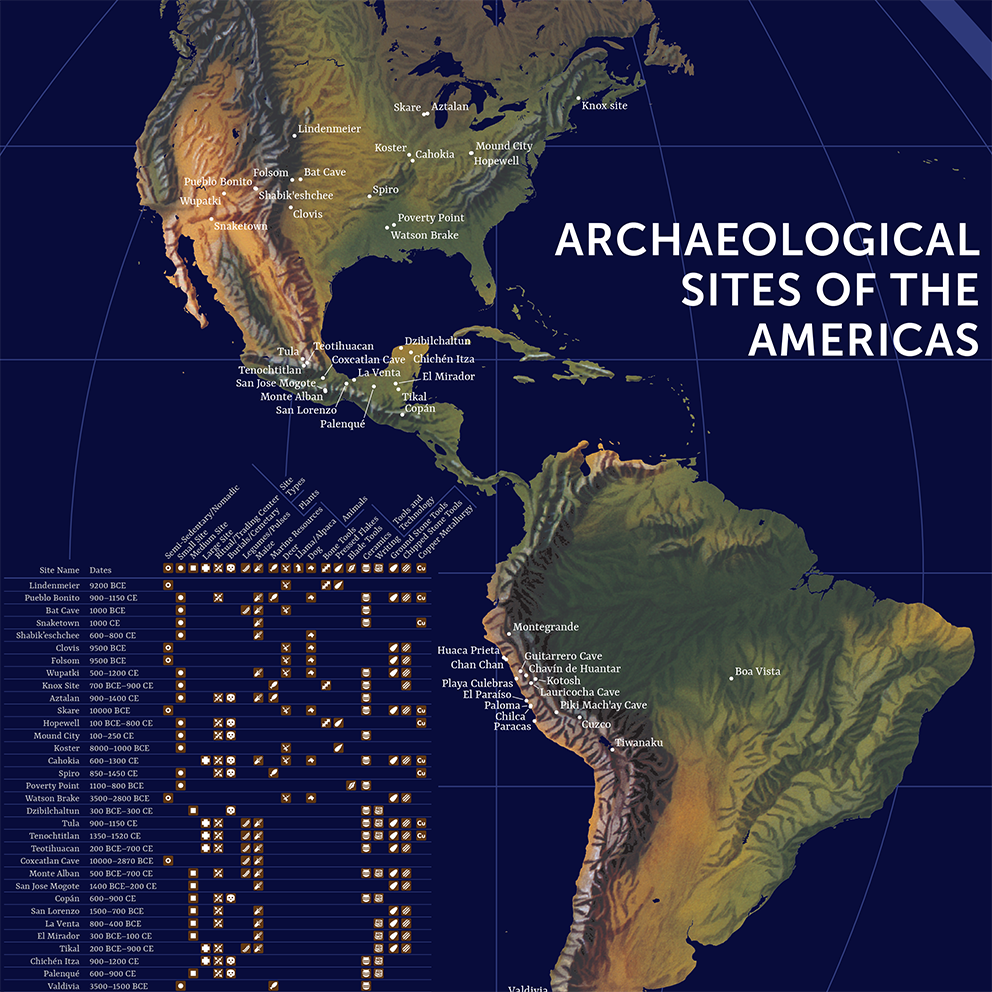 ARCHAEOLOGICAL
SITES OF THE
AMERICAS
Skare
Aztalan
Knox site
Lindenmeier
Koster
Cahokia
Mound City
Hopewell
Folsom
Bat Cave
Pueblo Bonito
Shabik'eshchee
Spiro
Wupatki
Clovis
Snaketown
Poverty Point
Watson Brake
Dzibilchaltun
Tula
Teotihuacan
Chichén Itza
Coxcatlan Cave
Tenochtitlan
La Venta
El Mirador
San Jose Mogote
Monte Alban
Tikal
San Lorenzo
Copán
Palenqué
Montegrande
Huaca Prieta
Guitarrero Cave
Chan Chan
Chavín de Huantar
Boa Vista
Playa Culebras
Kotosh
El Paraíso
Lauricocha Cave
Paloma
Piki Mach'ay Cave
Chilca
Cuzco
Paracas
Tiwanaku
Valdivia
Site Types
Plants
Animals
Tools and Technology
Semi-Sedentary/Nomadic
Small Site
Medium Site
Large Site
Ritual/Trading Center
Burials/Cemetary
Legumes/Pulses
Maize
Marine Resources
Deer
Llama/Alpaca
Dog
Bone Tools
Pressed Flakes
Blade Tools
Ceramics
Writing
Ground Stone Tools
Chipped Stone Tools
Copper Metallurgy
Site Name Dates Cu
Lindenmeier 9200 BCE
Pueblo Bonito 900–1150 CE Cu
Bat Cave 1000 BCE
Snaketown 1000 CE Cu
Shabik'eschchee 600–800 CE
Clovis 9500 BCE
Folsom 9500 BCE
Wupatki 500–1200 CE
Knox Site 700 BCE–900 CE
Aztalan 900–1400 CE Cu
Skare 10000 BCE Cu
Hopewell 100 BCE–800 CE Cu
Mound City 100–250 CE
Koster 8000–1000 BCE
Cahokia 600–1300 CE Cu
Spiro 850–1450 CE Cu
Poverty Point 1100–800 BCE
Watson Brake 3500–2800 BCE
Dzibilchaltun 300 BCE–300 CE
Tula 900–1150 CE Cu
Tenochtitlan 1350–1520 CE Cu
Teotihuacan 200 BCE–700 CE
Coxcatlan Cave 10000–2870 BCE
Monte Alban 500 BCE–700 CE
San Jose Mogote 1400 BCE–200 CE
Copán 600–900 CE
San Lorenzo 1500–700 BCE
La Venta 800–400 BCE
El Mirador 300 BCE–100 CE
Tikal 200 BCE–900 CE
Chichén Itza 900–1200 CE
Palenqué 600–900 CE
Valdivia 3500–1500 BCE